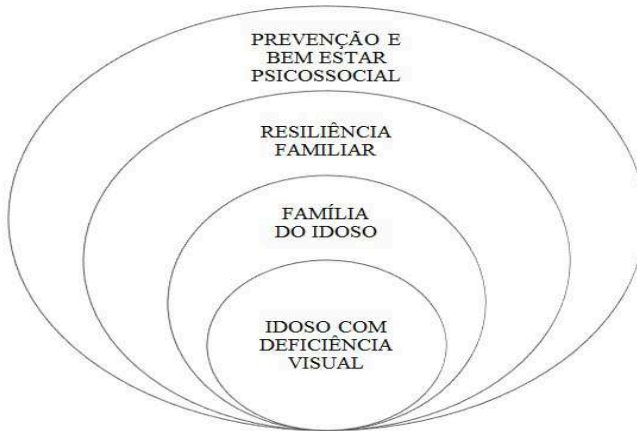 PREVENÇÃO E
BEM ESTAR
PSICOSSOCIAL
RESILIÊNCIA
FAMILIAR
FAMÍLIA
DO IDOSO
IDOSO COM
DEFICIÊNCIA
VISUAL